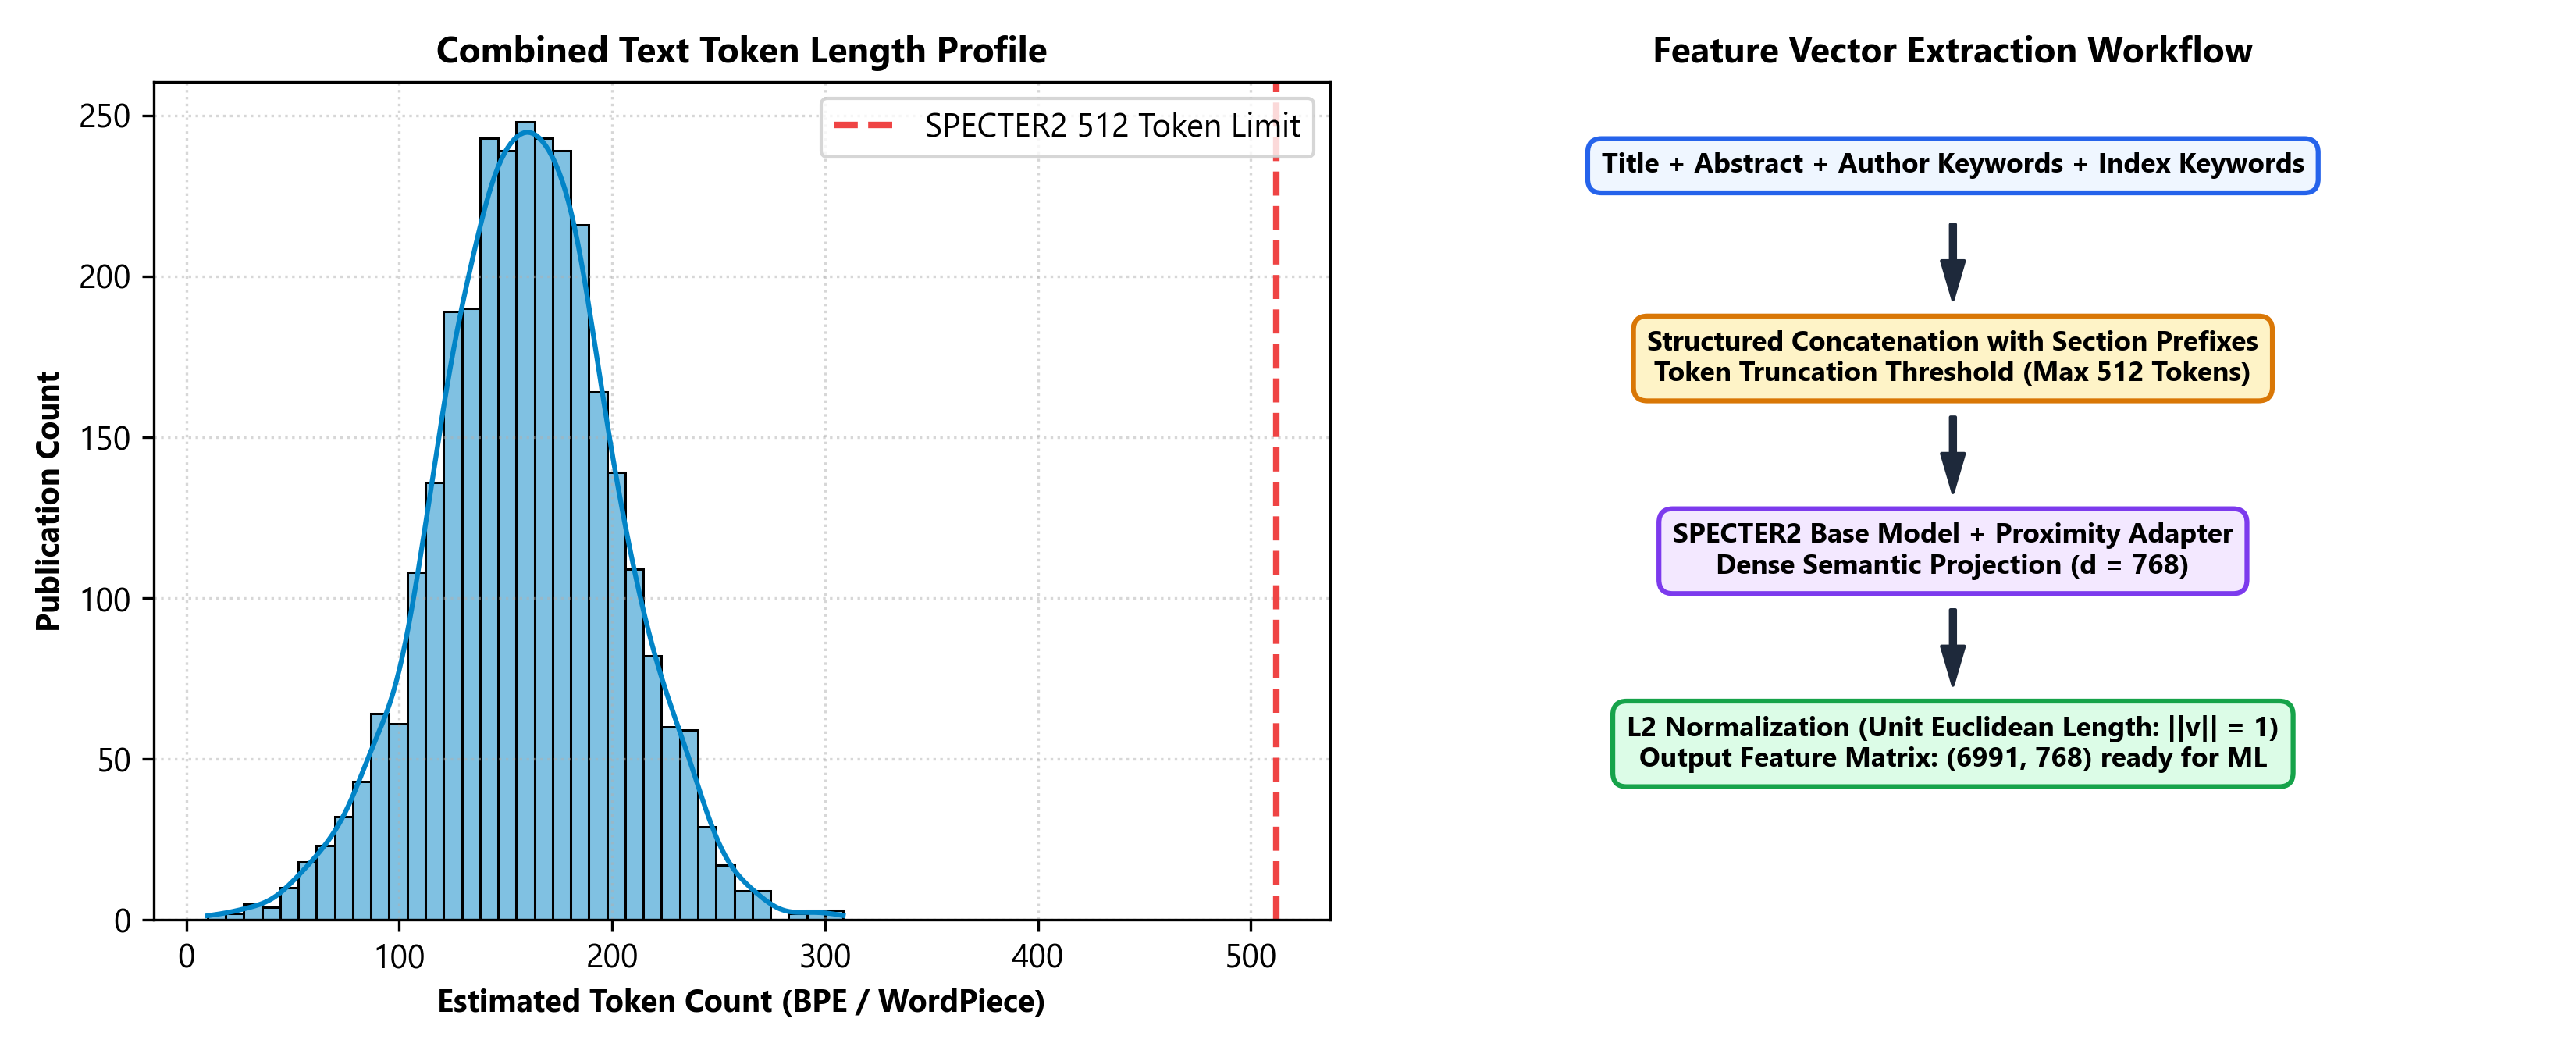 Combined Text Token Length Profile
250
200
150
100
50
0
Publication Count
SPECTER2 512 Token Limit
0 100 200 300 400 500
Estimated Token Count (BPE / WordPiece)
Feature Vector Extraction Workflow
Title + Abstract + Author Keywords + Index Keywords
Structured Concatenation with Section Prefixes
Token Truncation Threshold (Max 512 Tokens)
SPECTER2 Base Model + Proximity Adapter
Dense Semantic Projection (d = 768)
L2 Normalization (Unit Euclidean Length: ||v|| = 1)
Output Feature Matrix: (6991, 768) ready for ML